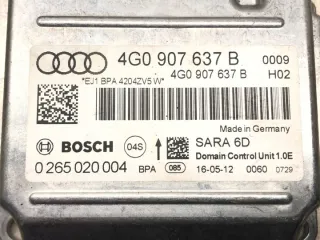 4G0 907 637 B 0009
*EJ1 BPA 4204ZV5 W* 4G0 907 637 B H02
Made in Germany
BOSCH 04S SARA 6D
Domain Control Unit 1.0E
0 265 020 004 BPA 085 16-05-12 0060 0729